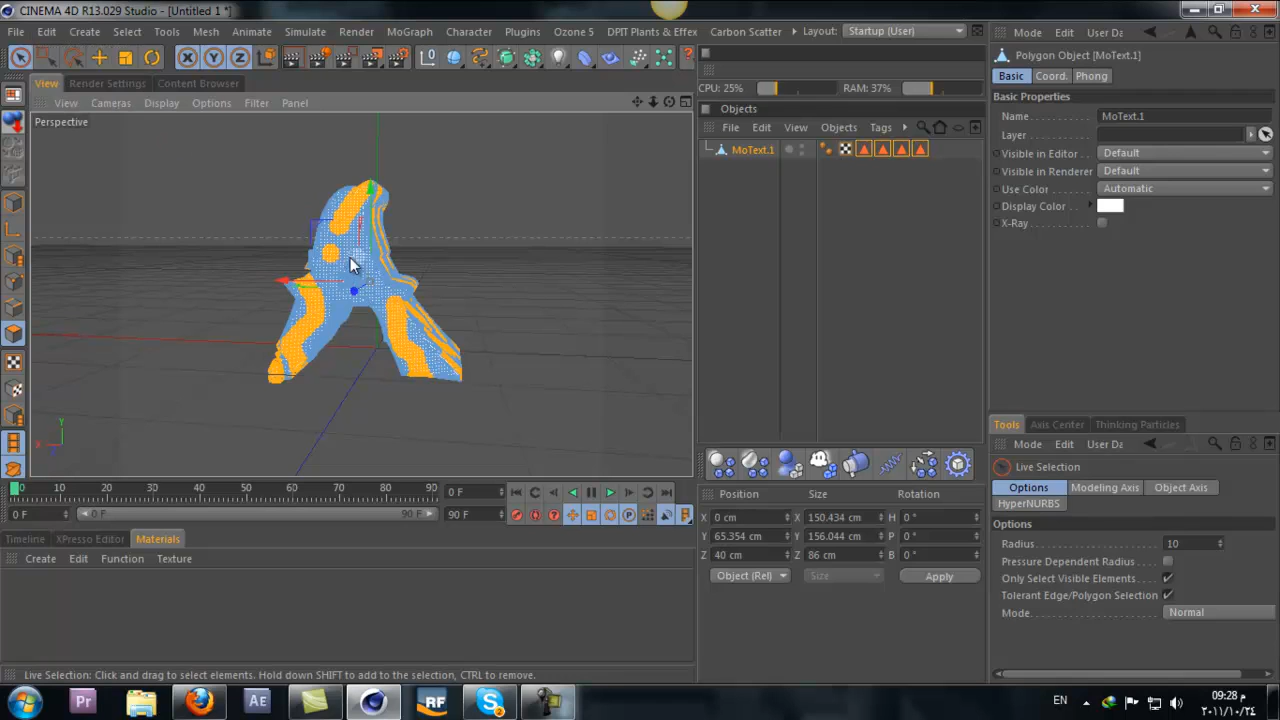 CINEMA 4D R13.029 Studio - [Untitled 1 *]
File Edit Create Select Tools Mesh Animate Simulate Render MoGraph Character Plugins Ozone 5 DPIT Plants & Effex Carbon Scatter Layout: Startup (User)
Mode Edit User Da
X Y Z
Polygon Object [MoText.1]
Basic Coord. Phong
View Render Settings Content Browser
CPU: 25% RAM: 37%
Basic Properties
View Cameras Display Options Filter Panel
Objects
Name MoText.1
Perspective
File Edit View Objects Tags
Layer
MoText.1
Visible in Editor Default
Visible in Renderer Default
Use Color Automatic
Display Color
X-Ray
Y
X
Tools Axis Center Thinking Particles
Mode Edit User Da
Live Selection
Options Modeling Axis Object Axis
HyperNURBS
0 10 20 30 40 50 60 70 80 90 0 F
Position Size Rotation
0 F 0 F 90 F 90 F
X 0 cm X 150.434 cm H 0 °
Y 65.354 cm Y 156.044 cm P 0 °
Z 40 cm Z 86 cm B 0 °
Object (Rel) Size Apply
Options
Radius 10
Pressure Dependent Radius
Only Select Visible Elements
Tolerant Edge/Polygon Selection
Mode Normal
Timeline XPresso Editor Materials
Create Edit Function Texture
Live Selection: Click and drag to select elements. Hold down SHIFT to add to the selection, CTRL to remove.
Pr Ae RF 2 EN
09:28 م
٢٠١١/١٠/٢٤